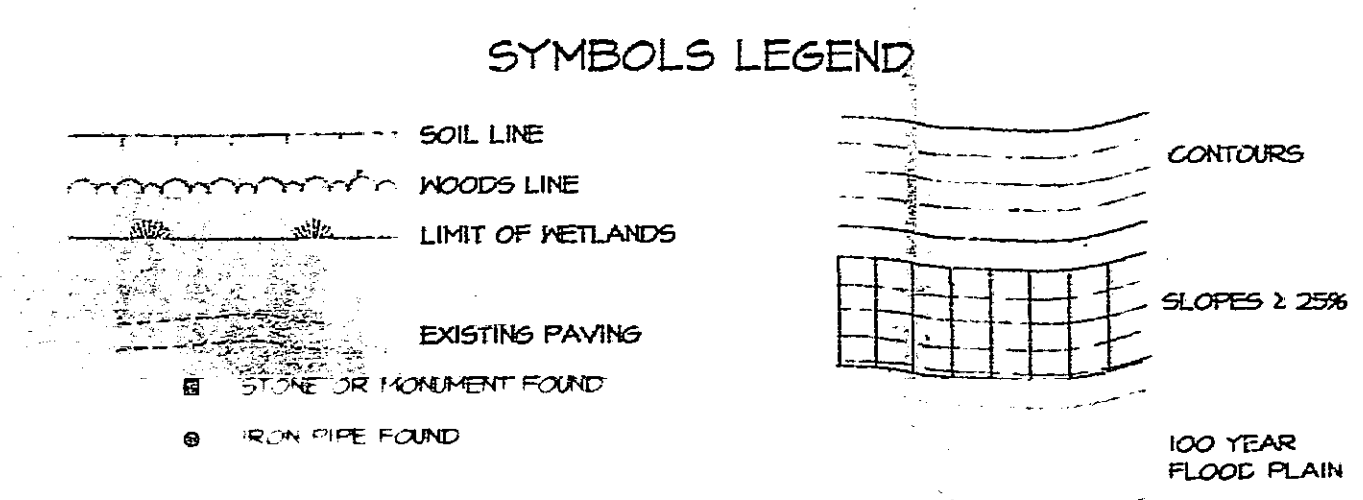 SYMBOLS LEGEND
SOIL LINE
WOODS LINE
LIMIT OF WETLANDS
EXISTING PAVING
STONE OR MONUMENT FOUND
IRON PIPE FOUND
CONTOURS
SLOPES ≥ 25%
100 YEAR
FLOOD PLAIN